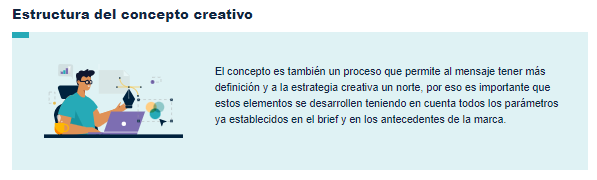 Estructura del concepto creativo
El concepto es también un proceso que permite al mensaje tener más
definición y a la estrategia creativa un norte, por eso es importante que
estos elementos se desarrollen teniendo en cuenta todos los parámetros
ya establecidos en el brief y en los antecedentes de la marca.